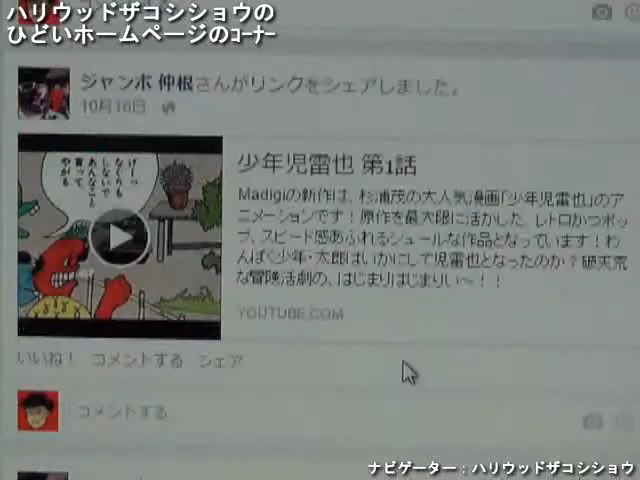 ハリウッドザコシショウの
ひどいホームページのコーナー
ジャンボ 仲根さんがリンクをシェアしました。
10月16日
少年児雷也 第1話
Madigiの新作は、杉浦茂の大人気漫画「少年児雷也」のア
ニメーションです！原作を最大限に活かした、レトロかつポッ
プ、スピード感あふれるシュールな作品となっています！わ
んぱく少年・太郎はいかにして児雷也となったのか？破天荒
な冒険活劇の、はじまりはじまりぃ〜！！
YOUTUBE.COM
いいね！ コメントする シェア
コメントする
ナビゲーター：ハリウッドザコシショウ